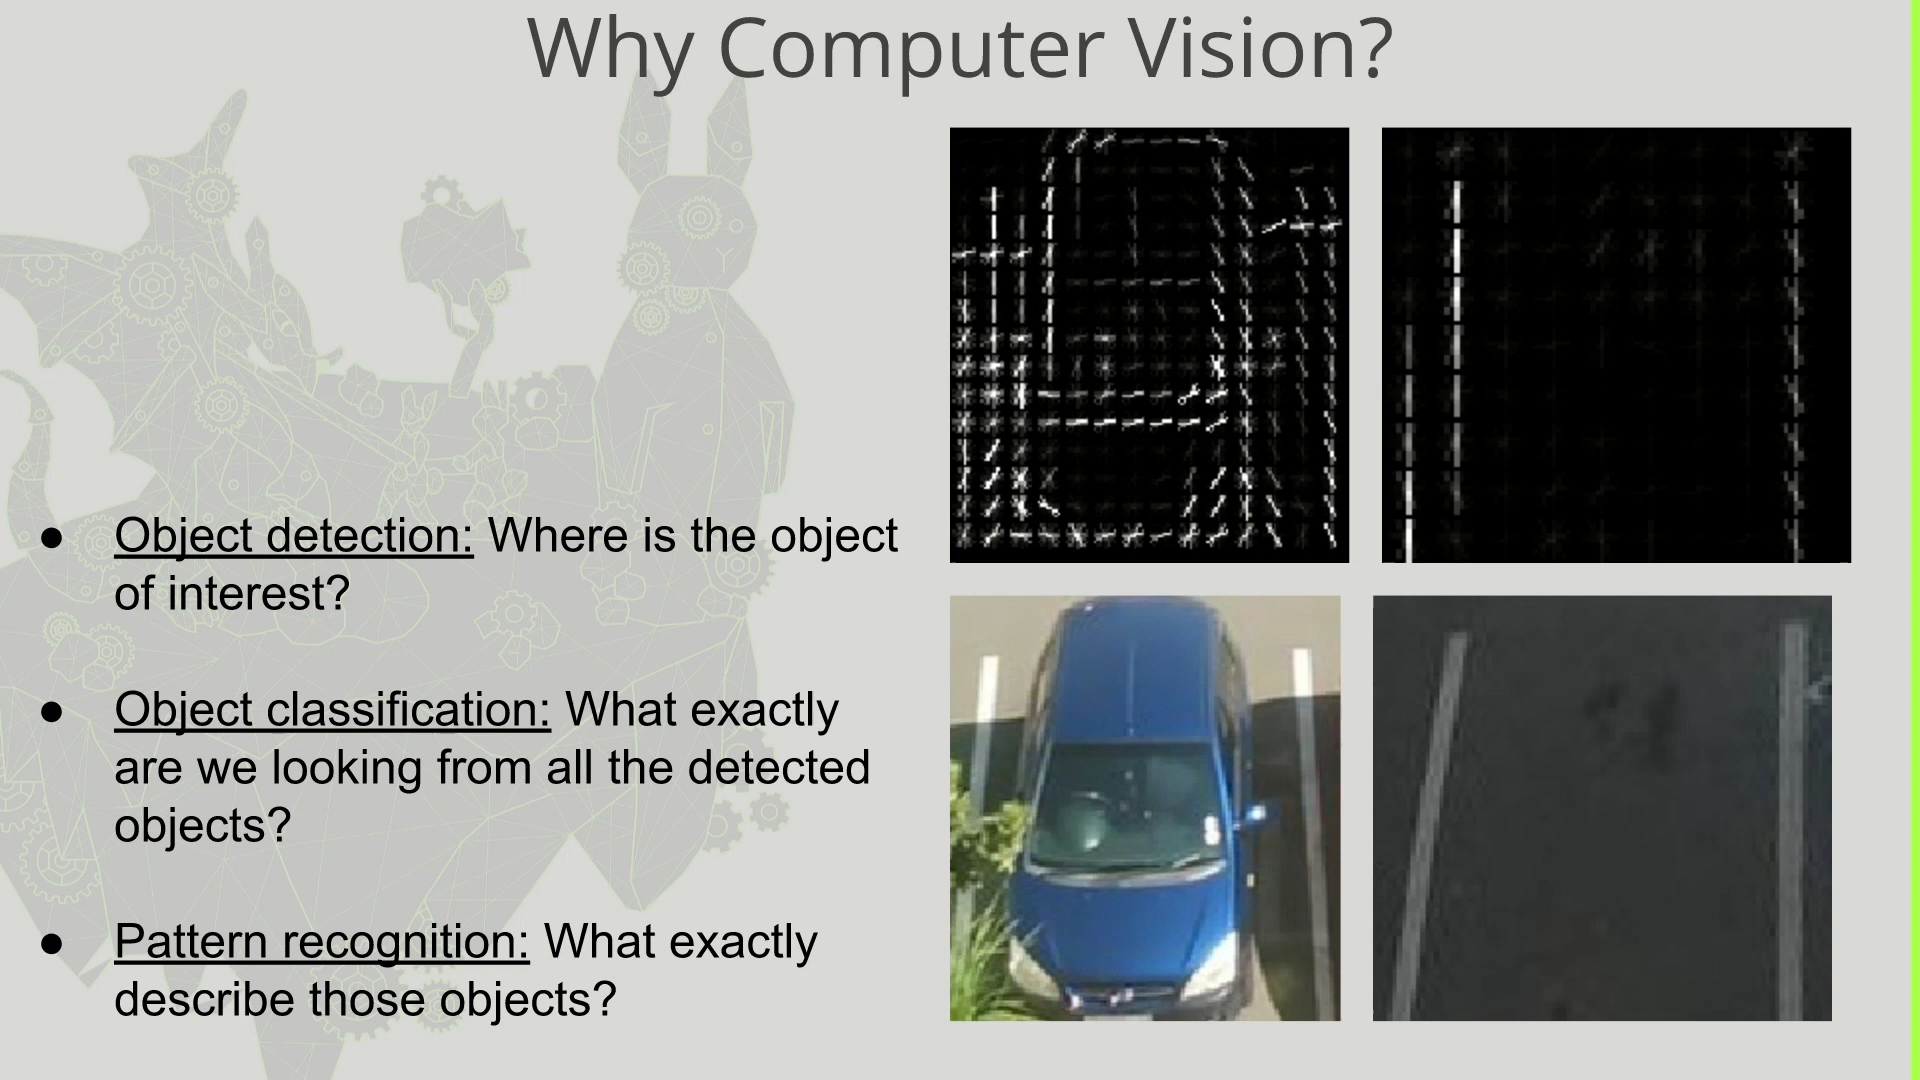 Why Computer Vision?
● Object detection: Where is the object
of interest?
● Object classification: What exactly
are we looking from all the detected
objects?
● Pattern recognition: What exactly
describe those objects?